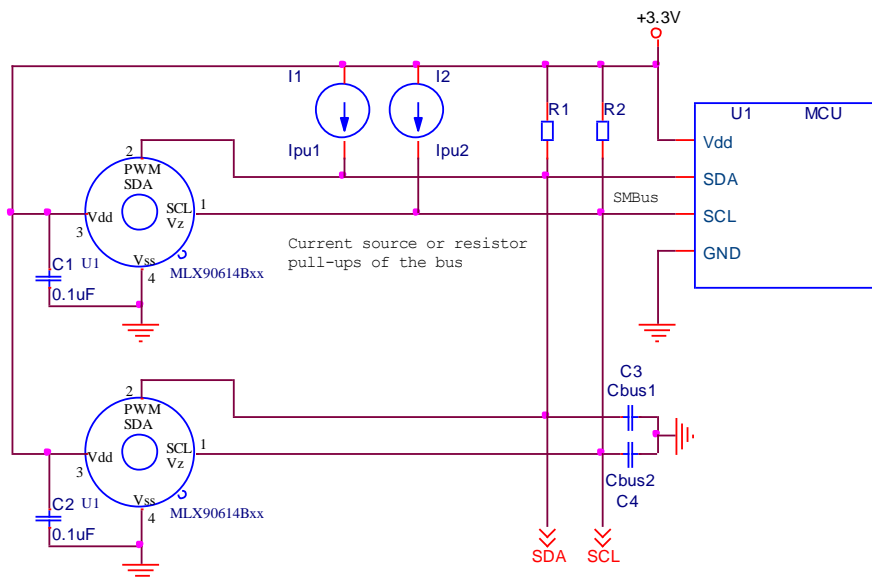 +3.3V
I1
I2
R1
R2
U1
MCU
2
Ipu1
Ipu2
Vdd
PWM
SDA
SDA
SMBus
SCL
Vz
1
SCL
Vdd
3
Current source or resistor
pull-ups of the bus
GND
Vss
C1
U1
4
MLX90614Bxx
0.1uF
C3
Cbus1
2
PWM
SDA
SCL
Vz
1
Vdd
3
Cbus2
C4
Vss
C2
U1
4
MLX90614Bxx
0.1uF
SDA
SCL